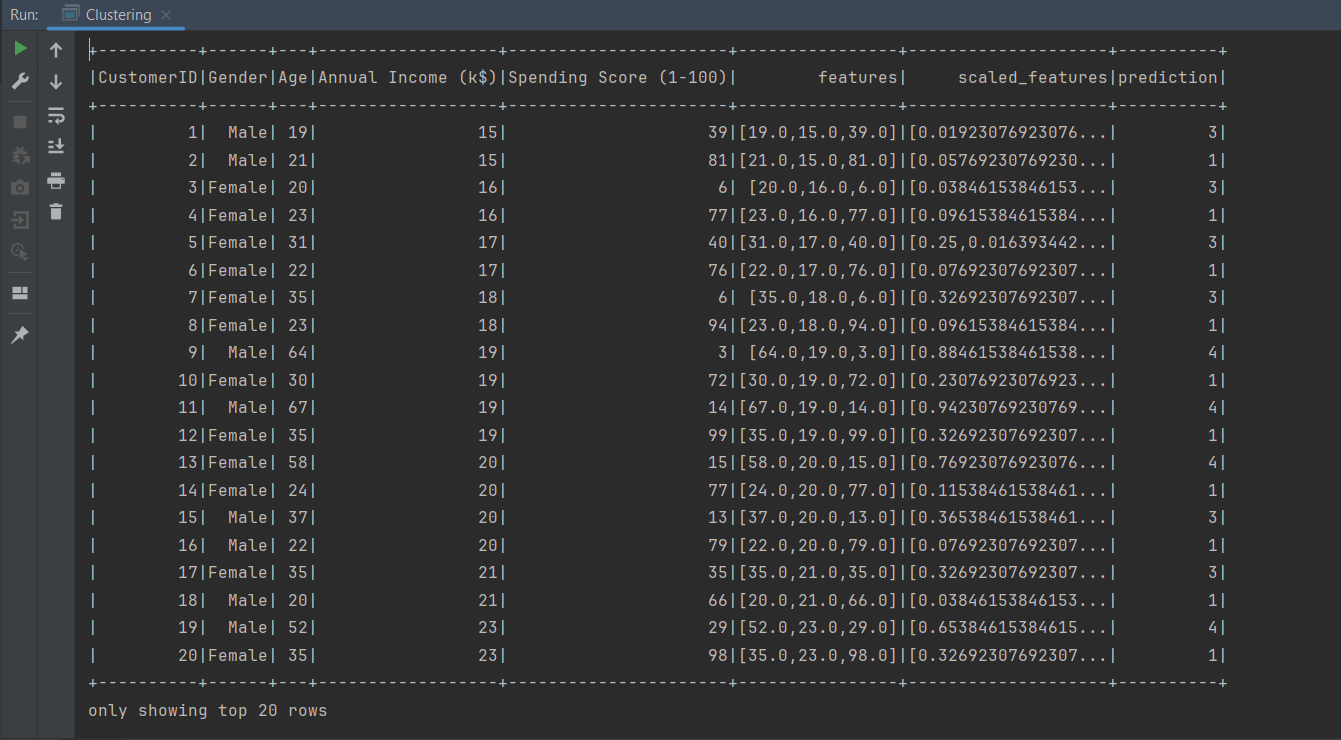 Run: Clustering
+----------+------+---+------------------+----------------------+----------------+--------------------+----------+
|CustomerID|Gender|Age|Annual Income (k$)|Spending Score (1-100)|        features|     scaled_features|prediction|
+----------+------+---+------------------+----------------------+----------------+--------------------+----------+
|         1|  Male| 19|                15|                    39|[19.0,15.0,39.0]|[0.01923076923076...|         3|
|         2|  Male| 21|                15|                    81|[21.0,15.0,81.0]|[0.05769230769230...|         1|
|         3|Female| 20|                16|                     6| [20.0,16.0,6.0]|[0.03846153846153...|         3|
|         4|Female| 23|                16|                    77|[23.0,16.0,77.0]|[0.09615384615384...|         1|
|         5|Female| 31|                17|                    40|[31.0,17.0,40.0]|[0.25,0.016393442...|         3|
|         6|Female| 22|                17|                    76|[22.0,17.0,76.0]|[0.07692307692307...|         1|
|         7|Female| 35|                18|                     6| [35.0,18.0,6.0]|[0.32692307692307...|         3|
|         8|Female| 23|                18|                    94|[23.0,18.0,94.0]|[0.09615384615384...|         1|
|         9|  Male| 64|                19|                     3| [64.0,19.0,3.0]|[0.88461538461538...|         4|
|        10|Female| 30|                19|                    72|[30.0,19.0,72.0]|[0.23076923076923...|         1|
|        11|  Male| 67|                19|                    14|[67.0,19.0,14.0]|[0.94230769230769...|         4|
|        12|Female| 35|                19|                    99|[35.0,19.0,99.0]|[0.32692307692307...|         1|
|        13|Female| 58|                20|                    15|[58.0,20.0,15.0]|[0.76923076923076...|         4|
|        14|Female| 24|                20|                    77|[24.0,20.0,77.0]|[0.11538461538461...|         1|
|        15|  Male| 37|                20|                    13|[37.0,20.0,13.0]|[0.36538461538461...|         3|
|        16|  Male| 22|                20|                    79|[22.0,20.0,79.0]|[0.07692307692307...|         1|
|        17|Female| 35|                21|                    35|[35.0,21.0,35.0]|[0.32692307692307...|         3|
|        18|  Male| 20|                21|                    66|[20.0,21.0,66.0]|[0.03846153846153...|         1|
|        19|  Male| 52|                23|                    29|[52.0,23.0,29.0]|[0.65384615384615...|         4|
|        20|Female| 35|                23|                    98|[35.0,23.0,98.0]|[0.32692307692307...|         1|
+----------+------+---+------------------+----------------------+----------------+--------------------+----------+
only showing top 20 rows